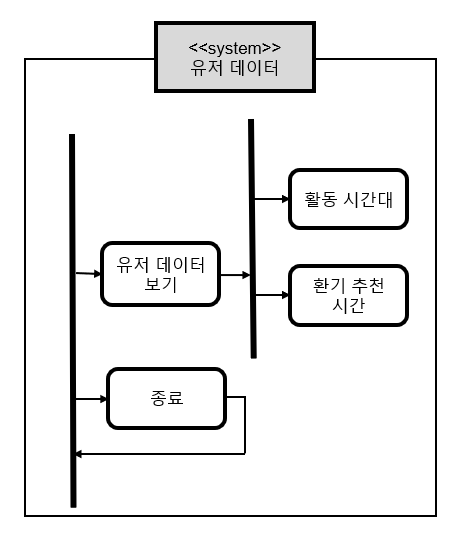 <<system>>
유저 데이터
활동 시간대
유저 데이터
보기
환기 추천
시간
종료